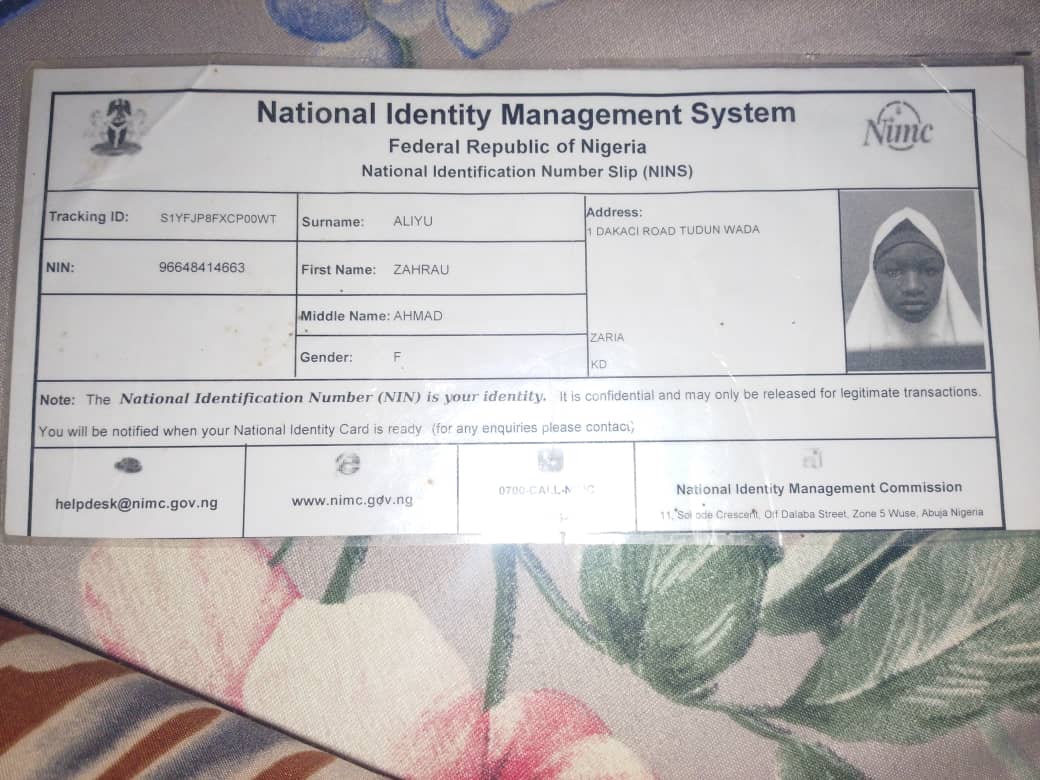 National Identity Management System
Federal Republic of Nigeria
National Identification Number Slip (NINS)
Nimc
Tracking ID: S1YFJP8FXCP00WT
Surname: ALIYU
Address:
1 DAKACI ROAD TUDUN WADA
NIN: 96648414663
First Name: ZAHRAU
Middle Name: AHMAD
ZARIA
Gender: F
KD
Note: The National Identification Number (NIN) is your identity. It is confidential and may only be released for legitimate transactions.
You will be notified when your National Identity Card is ready (for any enquiries please contact)
helpdesk@nimc.gov.ng
www.nimc.gov.ng
National Identity Management Commission
11, Crescent, Off Dalaba Street, Zone 5 Wuse, Abuja Nigeria